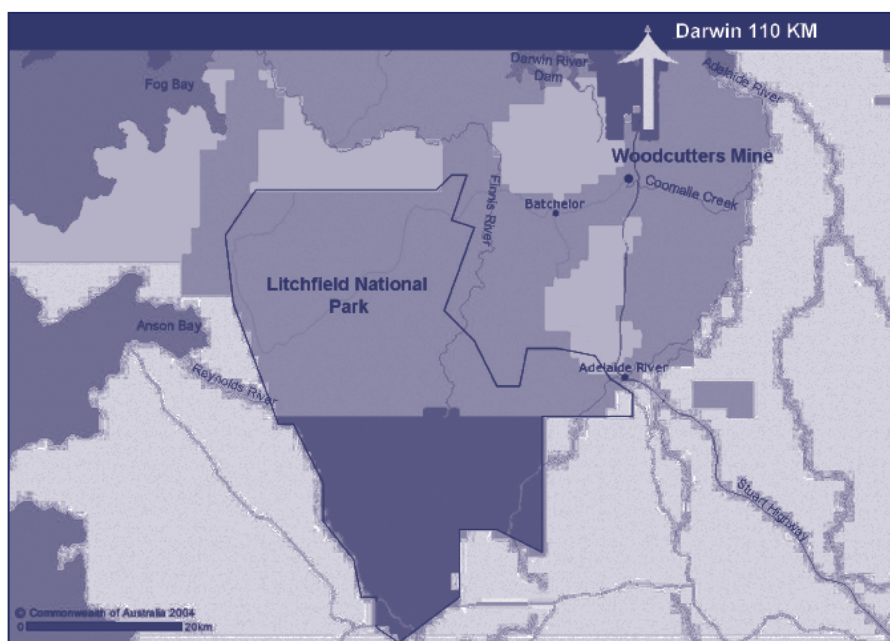 Darwin 110 KM
Fog Bay
Darwin River
Dam
Adelaide River
Woodcutters Mine
Coomalie Creek
Finnis River
Batchelor
Litchfield National
Park
Anson Bay
Reynolds River
Adelaide River
Stuart Highway
© Commonwealth of Australia 2004
0 20km